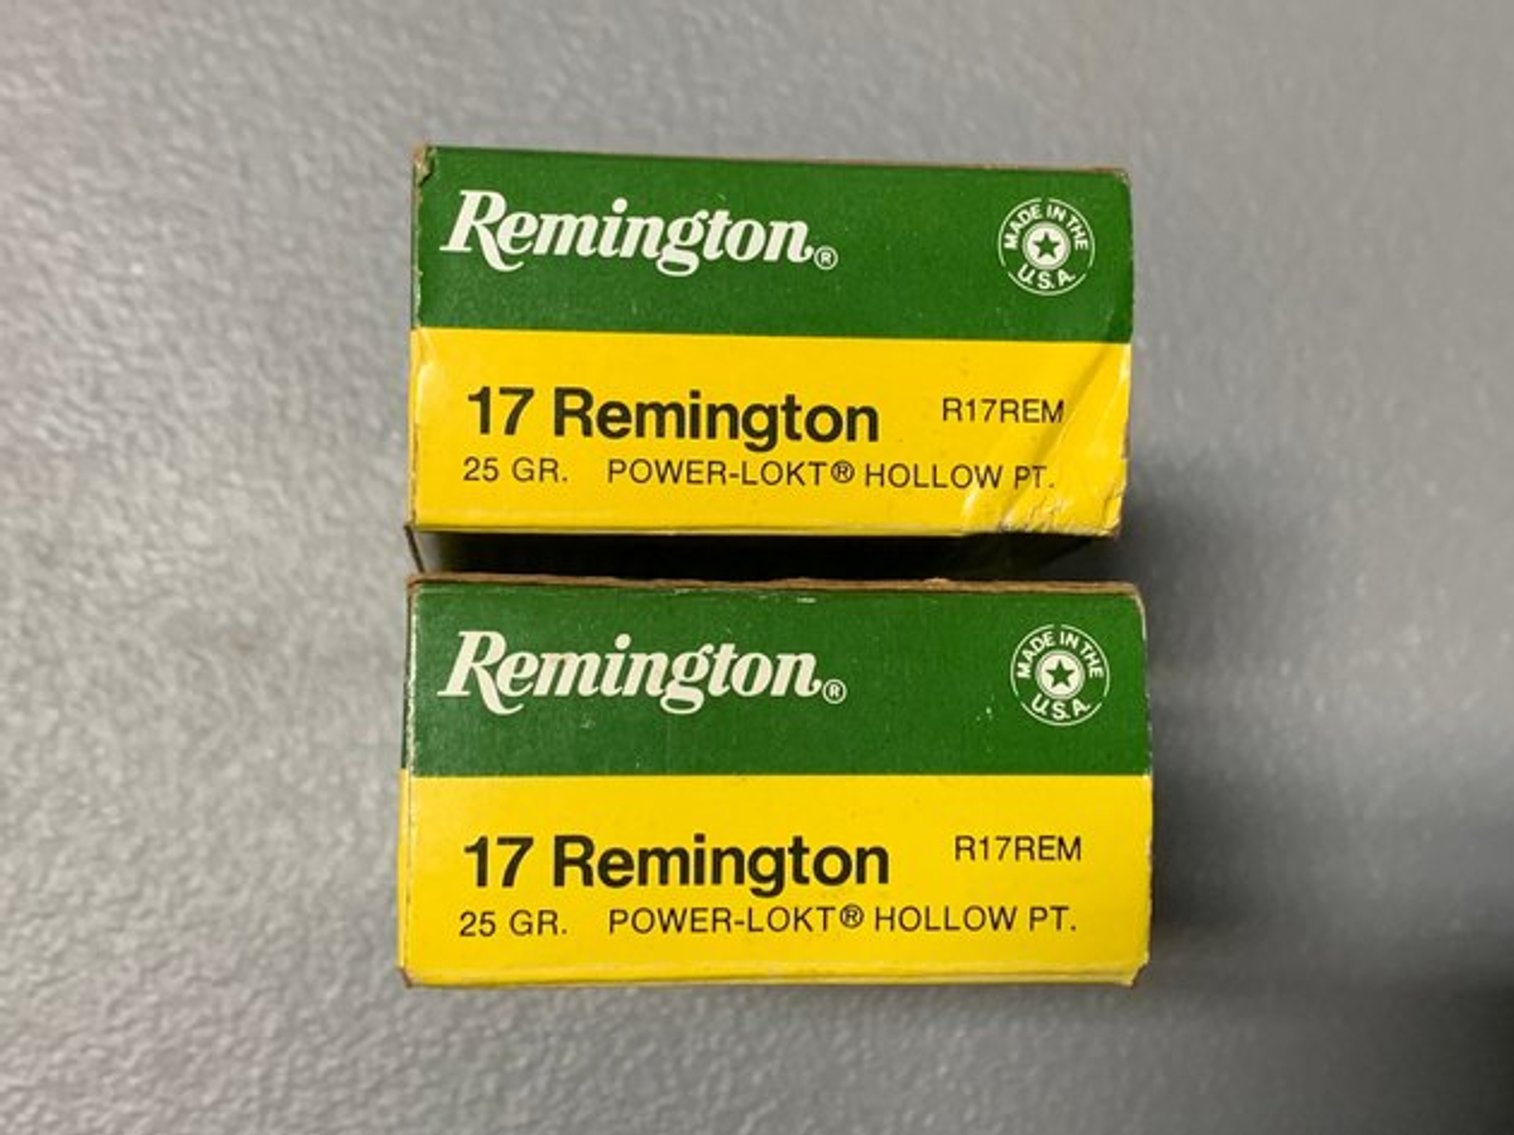 Remington®
MADE IN THE
U.S.A.
17 Remington
R17REM
25 GR. POWER-LOKT® HOLLOW PT.
Remington®
MADE IN THE
U.S.A.
17 Remington
R17REM
25 GR. POWER-LOKT® HOLLOW PT.